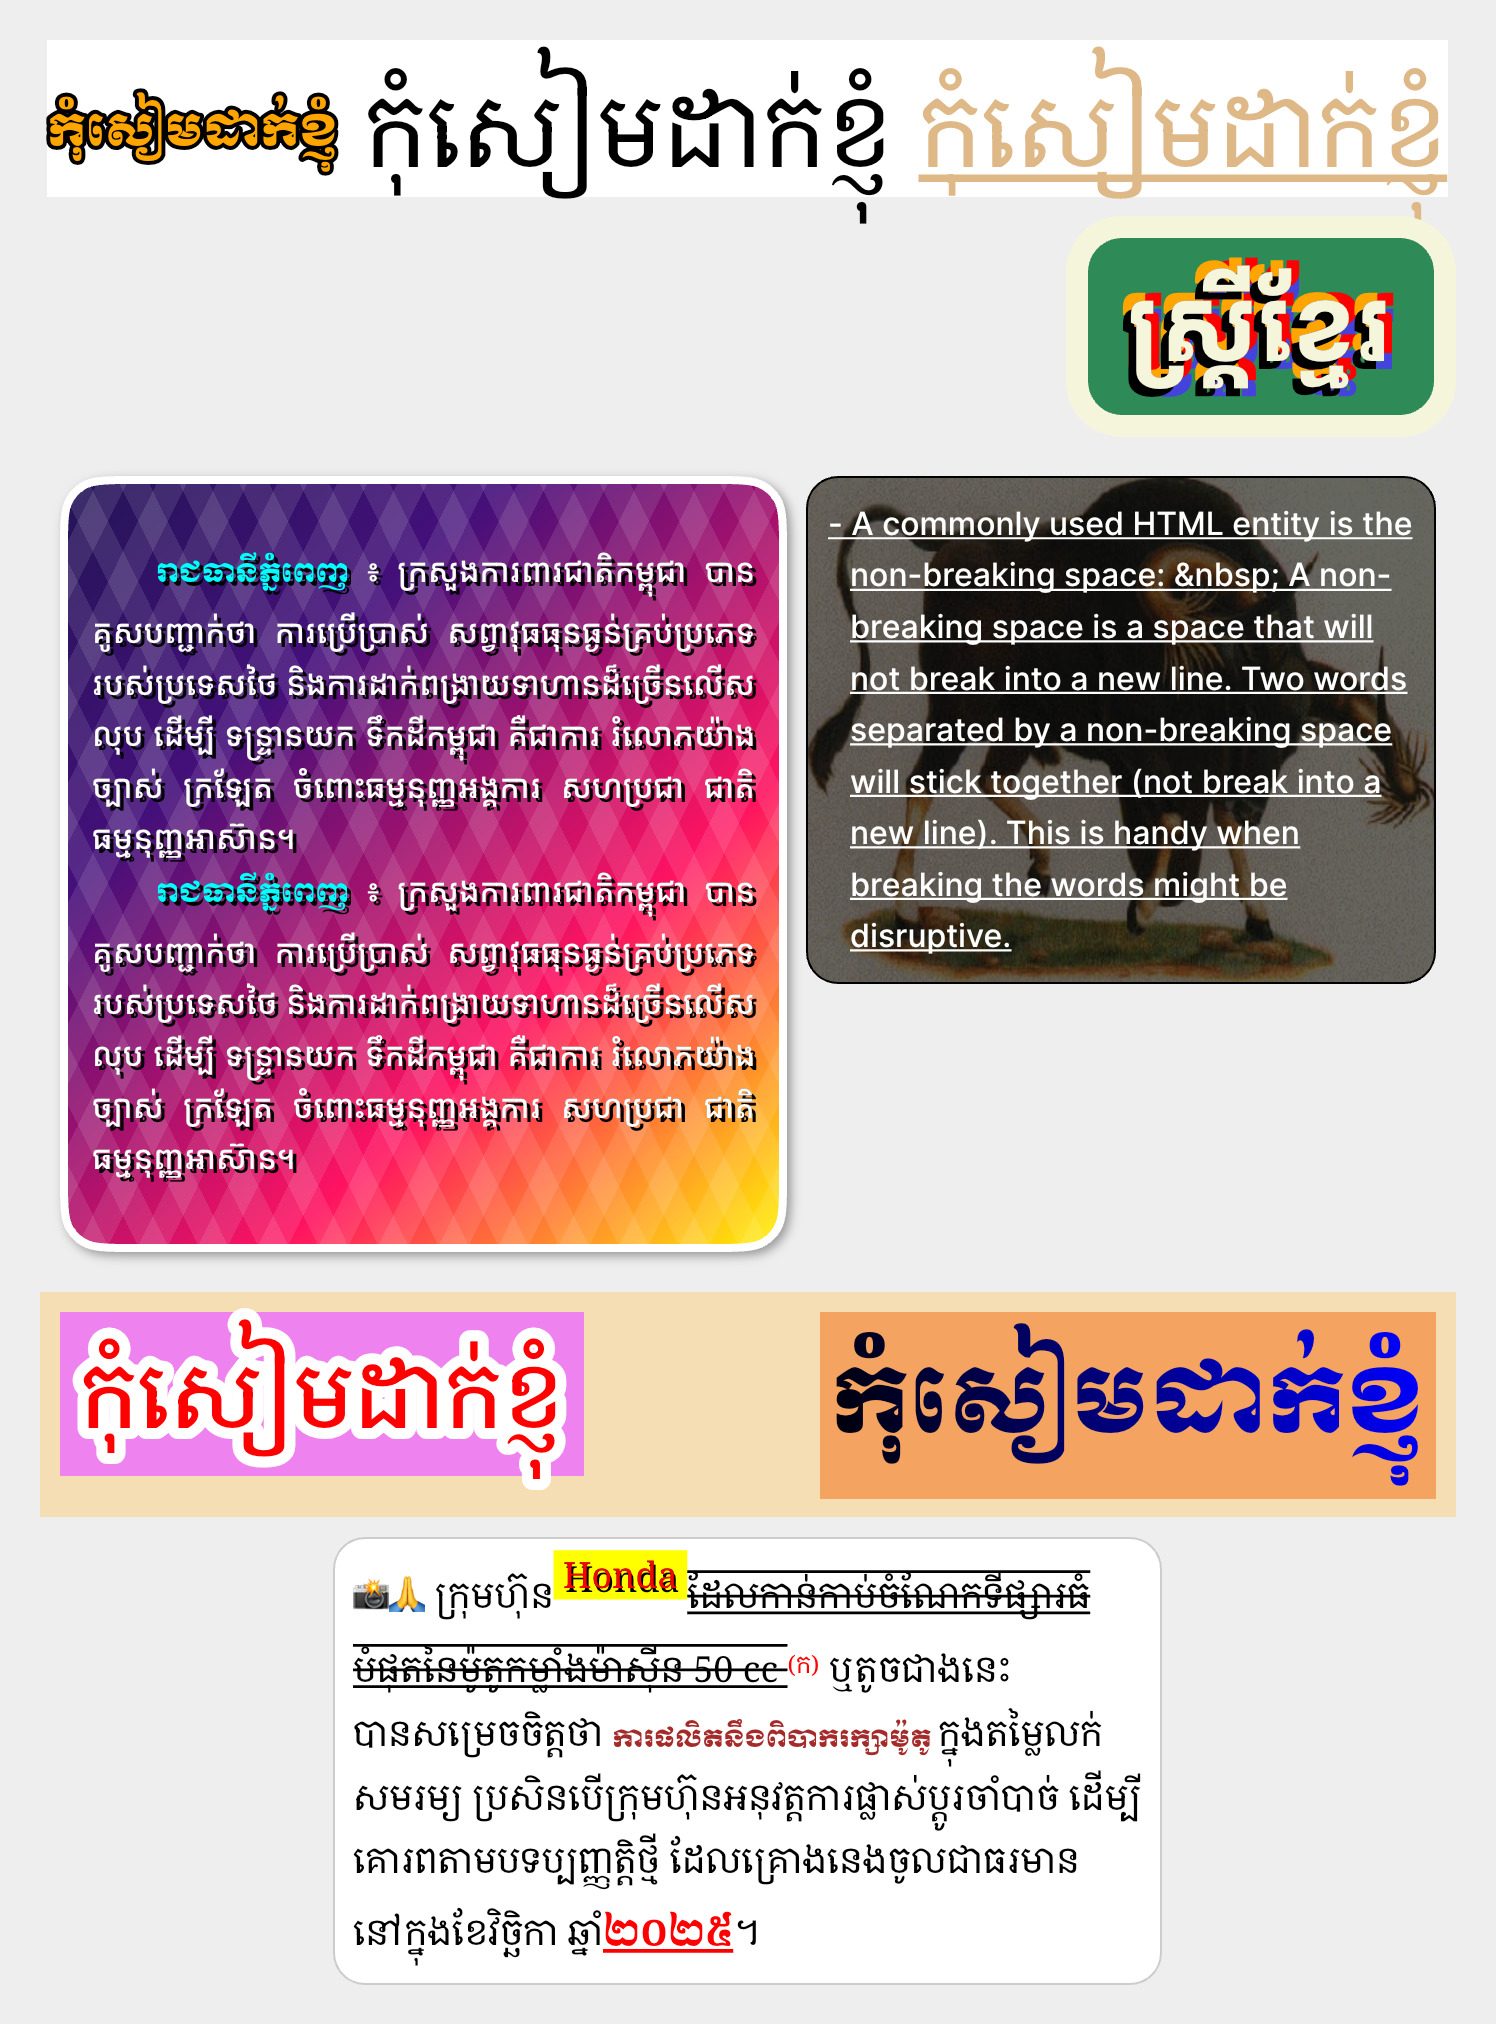 កុំសៀមដាក់ខ្ញុំ កុំសៀមដាក់ខ្ញុំ កុំសៀមដាក់ខ្ញុំ
ស្ត្រីខ្មែរ
រាជធានីភ្នំពេញ ៖ ក្រសួងការពារជាតិកម្ពុជា បាន
គូសបញ្ជាក់ថា ការប្រើប្រាស់ សព្វាវុធធុនធ្ងន់គ្រប់ប្រភេទ
របស់ប្រទេសថៃ និងការដាក់ពង្រាយទាហានដ៏ច្រើនលើស
លុប ដើម្បី ទន្ទ្រានយក ទឹកដីកម្ពុជា គឺជាការ រំលោភយ៉ាង
ច្បាស់ ក្រឡែត ចំពោះធម្មនុញ្ញអង្គការ សហប្រជា ជាតិ
ធម្មនុញ្ញអាស៊ាន។
រាជធានីភ្នំពេញ ៖ ក្រសួងការពារជាតិកម្ពុជា បាន
គូសបញ្ជាក់ថា ការប្រើប្រាស់ សព្វាវុធធុនធ្ងន់គ្រប់ប្រភេទ
របស់ប្រទេសថៃ និងការដាក់ពង្រាយទាហានដ៏ច្រើនលើស
លុប ដើម្បី ទន្ទ្រានយក ទឹកដីកម្ពុជា គឺជាការ រំលោភយ៉ាង
ច្បាស់ ក្រឡែត ចំពោះធម្មនុញ្ញអង្គការ សហប្រជា ជាតិ
ធម្មនុញ្ញអាស៊ាន។
- A commonly used HTML entity is the
non-breaking space: &nbsp; A non-
breaking space is a space that will
not break into a new line. Two words
separated by a non-breaking space
will stick together (not break into a
new line). This is handy when
breaking the words might be
disruptive.
កុំសៀមដាក់ខ្ញុំ
កុំសៀមដាក់ខ្ញុំ
📸🙏 ក្រុមហ៊ុន Honda ដែលកាន់កាប់ចំណែកទីផ្សារធំ
បំផុតនៃម៉ូតូកម្លាំងម៉ាស៊ីន 50 cc (ក) ឬតូចជាងនេះ
បានសម្រេចចិត្តថា ការផលិតនឹងពិបាករក្សាម៉ូតូ ក្នុងតម្លៃលក់
សមរម្យ ប្រសិនបើក្រុមហ៊ុនអនុវត្តការផ្លាស់ប្ដូរចាំបាច់ ដើម្បី
គោរពតាមបទប្បញ្ញត្តិថ្មី ដែលគ្រោងនេងចូលជាធរមាន
នៅក្នុងខែវិច្ឆិកា ឆ្នាំ២០២៥។